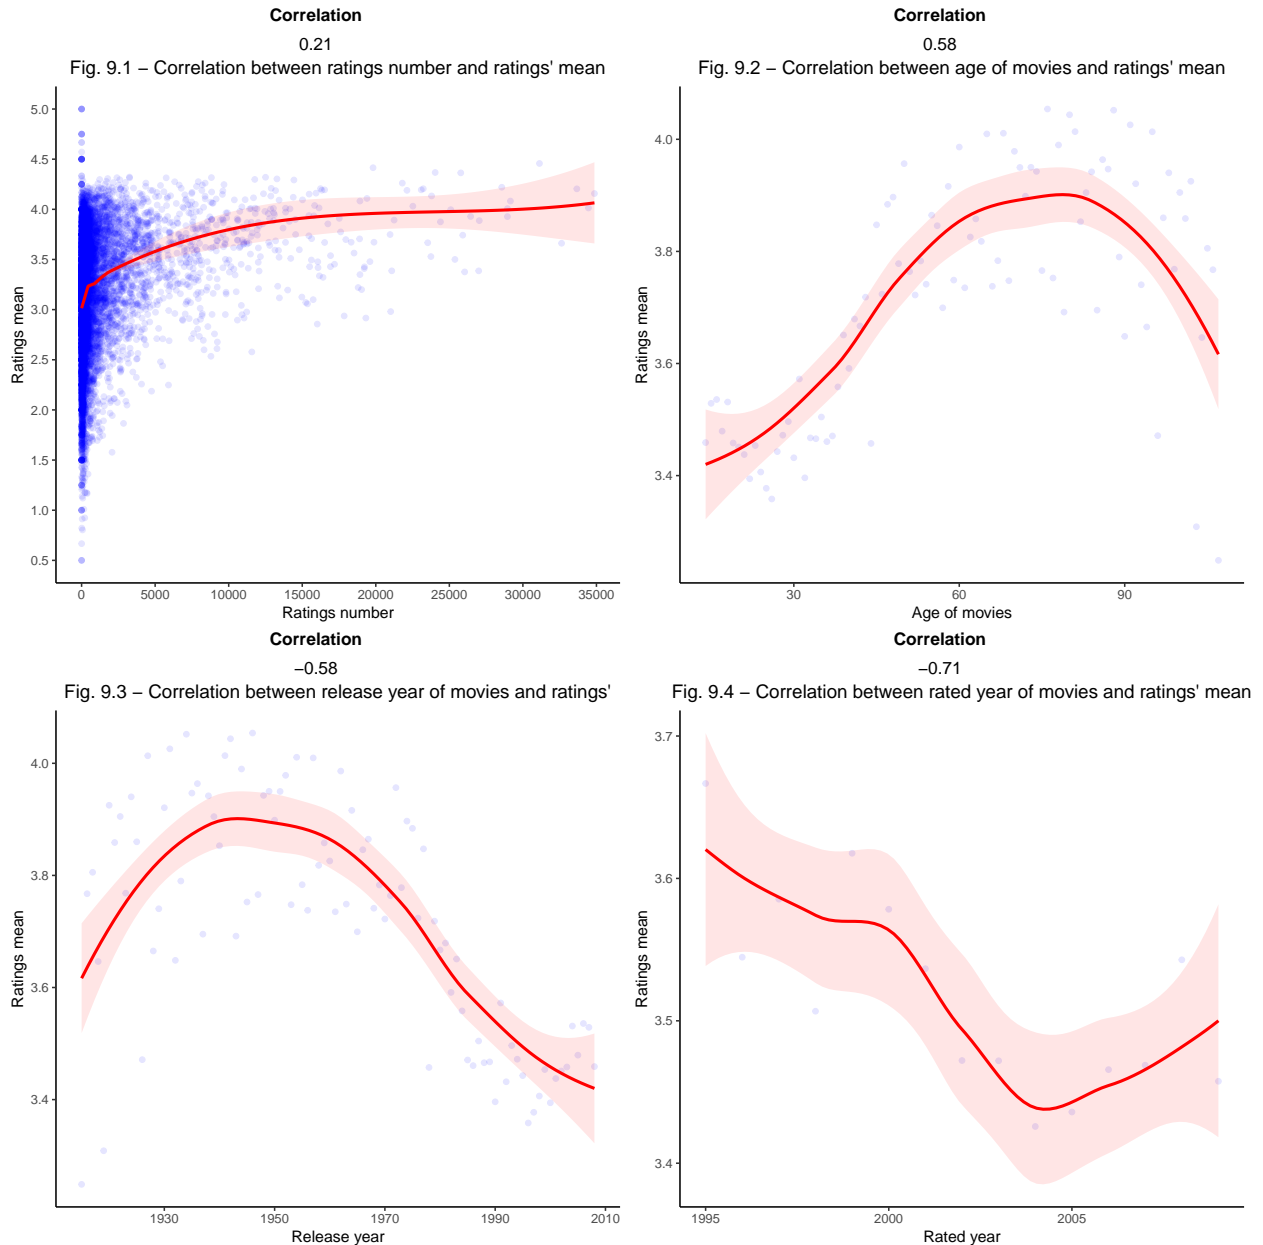 Correlation
0.21
Fig. 9.1 − Correlation between ratings number and ratings' mean
5.0
4.5
4.0
3.5
3.0
2.5
2.0
1.5
1.0
0.5
Ratings mean
0 5000 10000 15000 20000 25000 30000 35000
Ratings number
Correlation
0.58
Fig. 9.2 − Correlation between age of movies and ratings' mean
4.0
3.8
3.6
3.4
Ratings mean
30 60 90
Age of movies
Correlation
−0.58
Fig. 9.3 − Correlation between release year of movies and ratings'
4.0
3.8
3.6
3.4
Ratings mean
1930 1950 1970 1990 2010
Release year
Correlation
−0.71
Fig. 9.4 − Correlation between rated year of movies and ratings' mean
3.7
3.6
3.5
3.4
Ratings mean
1995 2000 2005
Rated year